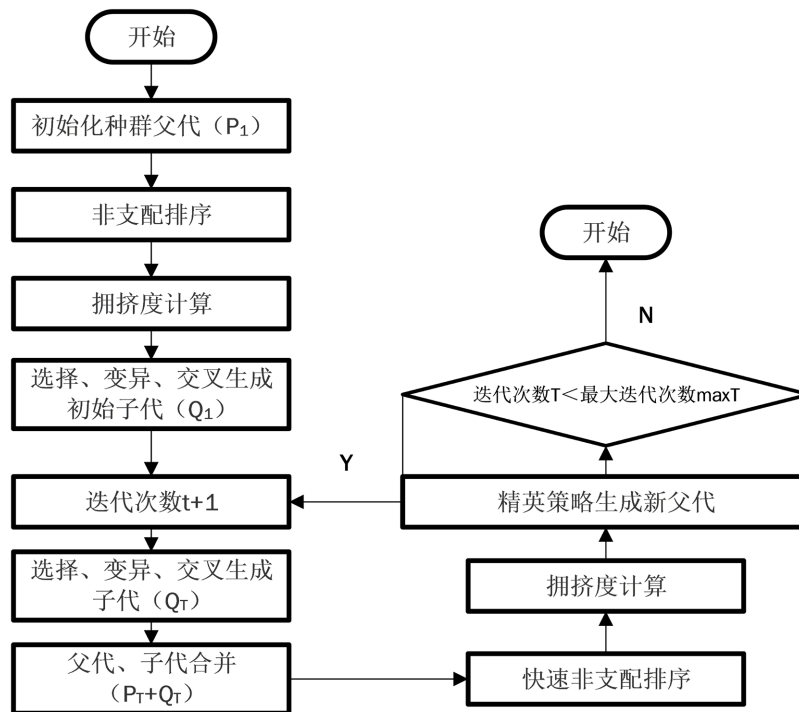 开始
初始化种群父代（P₁）
非支配排序
拥挤度计算
选择、变异、交叉生成
初始子代（Q₁）
迭代次数t+1
选择、变异、交叉生成
子代（Qₜ）
父代、子代合并
（Pₜ+Qₜ）
快速非支配排序
拥挤度计算
精英策略生成新父代
迭代次数T＜最大迭代次数maxT
Y
N
开始